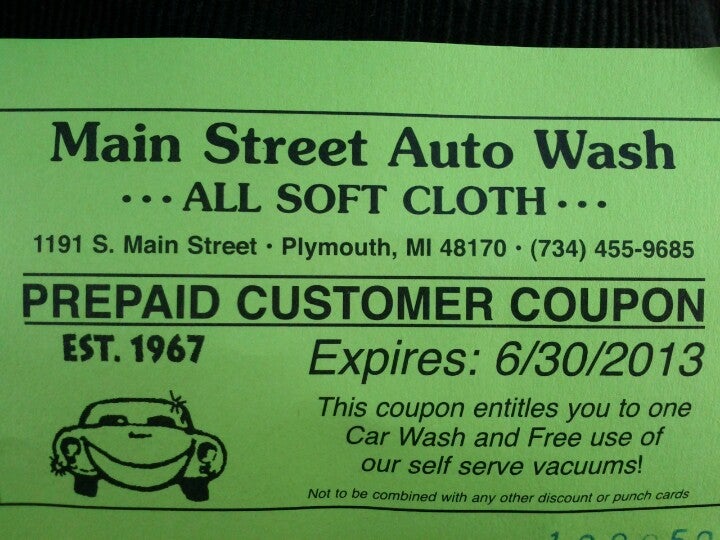 Main Street Auto Wash
••• ALL SOFT CLOTH •••
1191 S. Main Street • Plymouth, MI 48170 • (734) 455-9685
PREPAID CUSTOMER COUPON
EST. 1967
Expires: 6/30/2013
This coupon entitles you to one
Car Wash and Free use of
our self serve vacuums!
Not to be combined with any other discount or punch cards